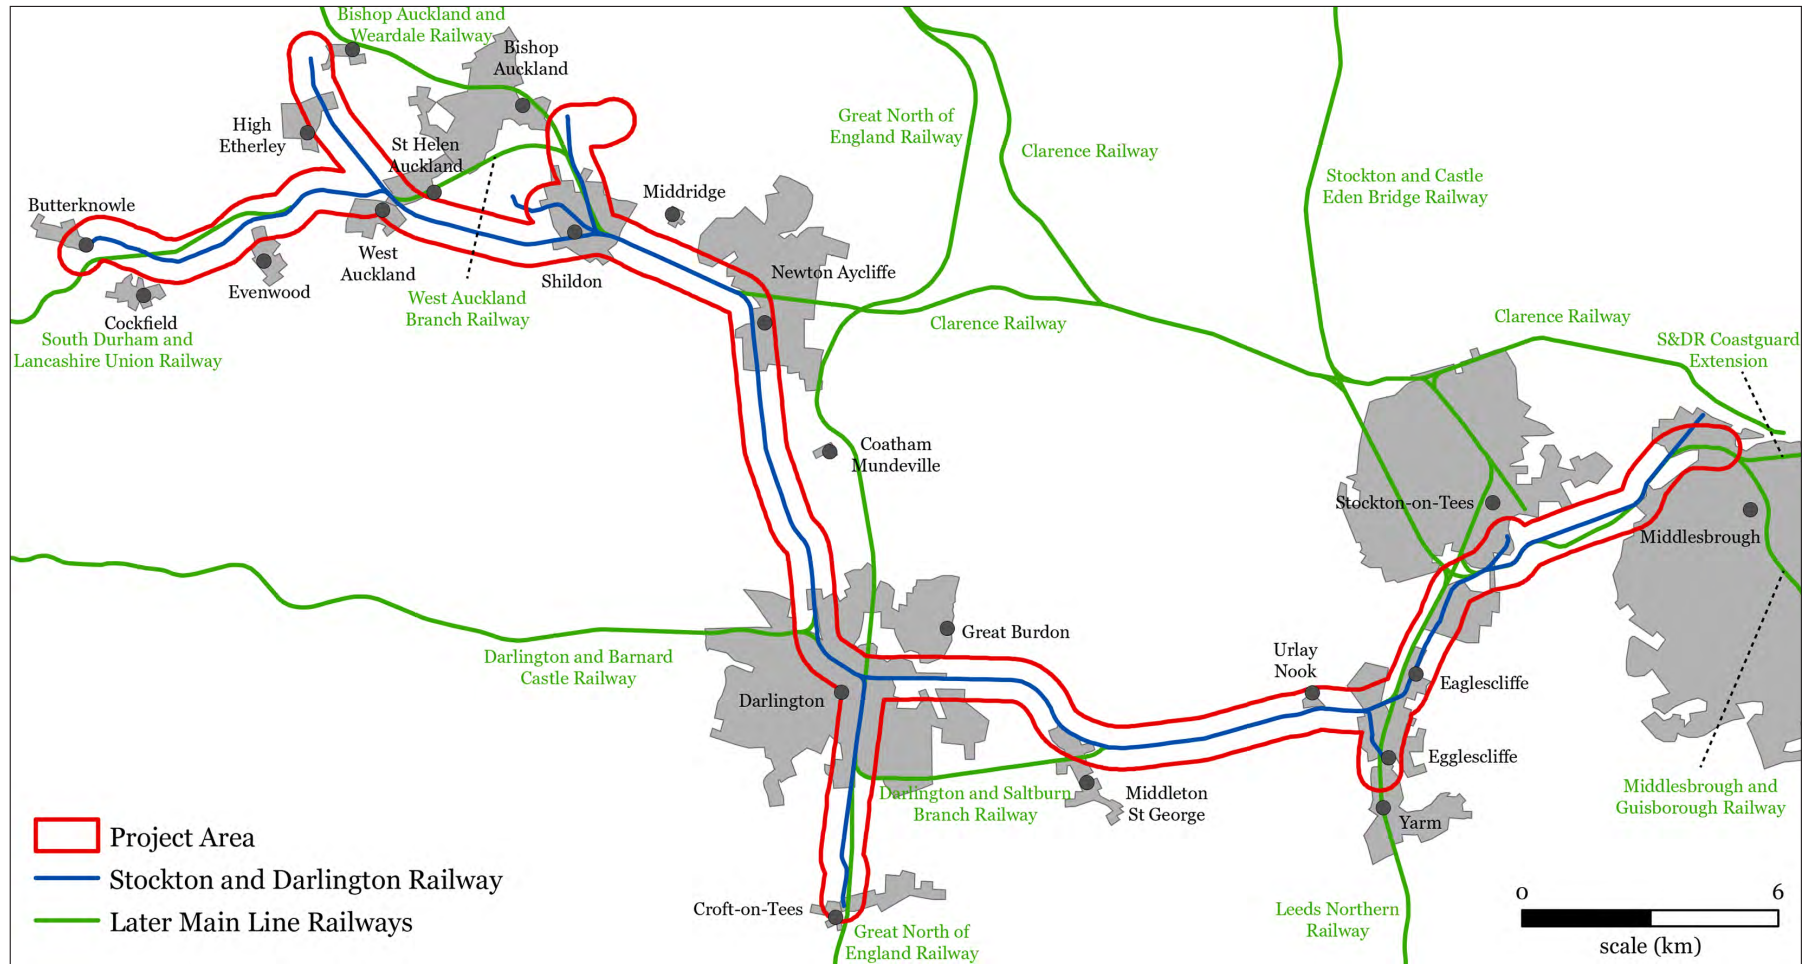 Bishop Auckland and
Weardale Railway
Bishop
Auckland
High
Etherley
St Helen
Auckland
Great North of
England Railway
Clarence Railway
Stockton and Castle
Eden Bridge Railway
Butterknowle
Middridge
West
Auckland
Evenwood
Shildon
Newton Aycliffe
Cockfield
West Auckland
Branch Railway
South Durham and
Lancashire Union Railway
Clarence Railway
Clarence Railway
S&DR Coastguard
Extension
Coatham
Mundeville
Stockton-on-Tees
Middlesbrough
Great Burdon
Darlington and Barnard
Castle Railway
Urlay
Nook
Darlington
Eaglescliffe
Egglescliffe
Darlington and Saltburn
Branch Railway
Middleton
St George
Yarm
Middlesbrough and
Guisborough Railway
Project Area
Stockton and Darlington Railway
Later Main Line Railways
Croft-on-Tees
Great North of
England Railway
Leeds Northern
Railway
0 6
scale (km)